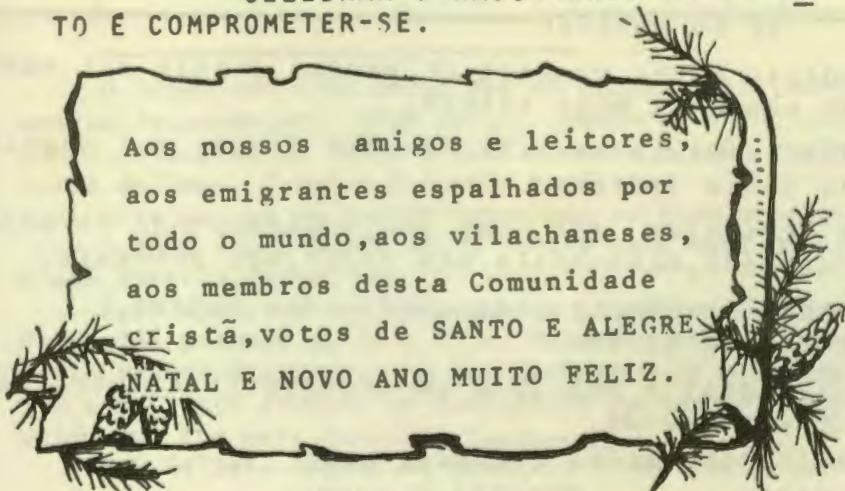 TO É COMPROMETER-SE.
Aos nossos amigos e leitores,
aos emigrantes espalhados por
todo o mundo,aos vilachaneses,
aos membros desta Comunidade
cristã,votos de SANTO E ALEGRE
NATAL E NOVO ANO MUITO FELIZ.